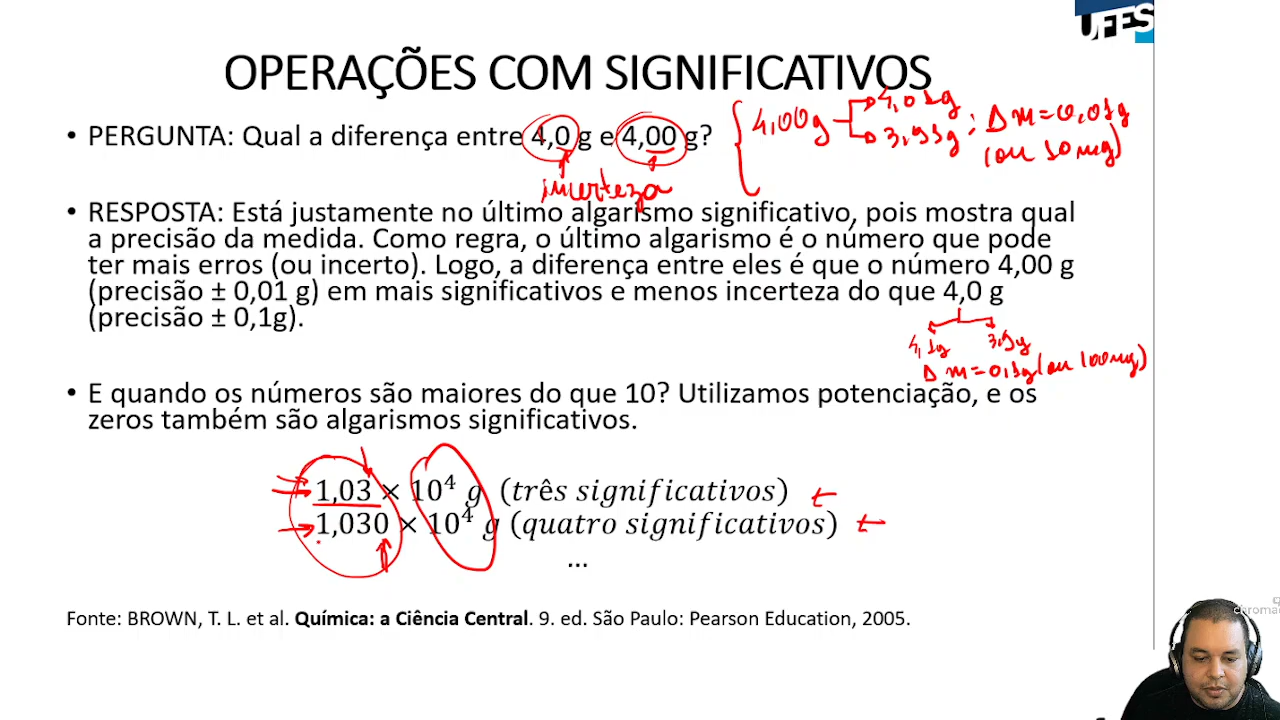 UFES
OPERAÇÕES COM SIGNIFICATIVOS
• PERGUNTA: Qual a diferença entre 4,0 g e 4,00 g?
incerteza
4,00g
4,01g
3,99g
; Δm=0,01g
(ou 10mg)
• RESPOSTA: Está justamente no último algarismo significativo, pois mostra qual
a precisão da medida. Como regra, o último algarismo é o número que pode
ter mais erros (ou incerto). Logo, a diferença entre eles é que o número 4,00 g
(precisão ± 0,01 g) em mais significativos e menos incerteza do que 4,0 g
(precisão ± 0,1g).
4,1g 3,9g
Δm=0,1g (ou 100mg)
• E quando os números são maiores do que 10? Utilizamos potenciação, e os
zeros também são algarismos significativos.
1,03 × 10⁴ g (três significativos)
1,030 × 10⁴ g (quatro significativos)
...
Fonte: BROWN, T. L. et al. Química: a Ciência Central. 9. ed. São Paulo: Pearson Education, 2005.